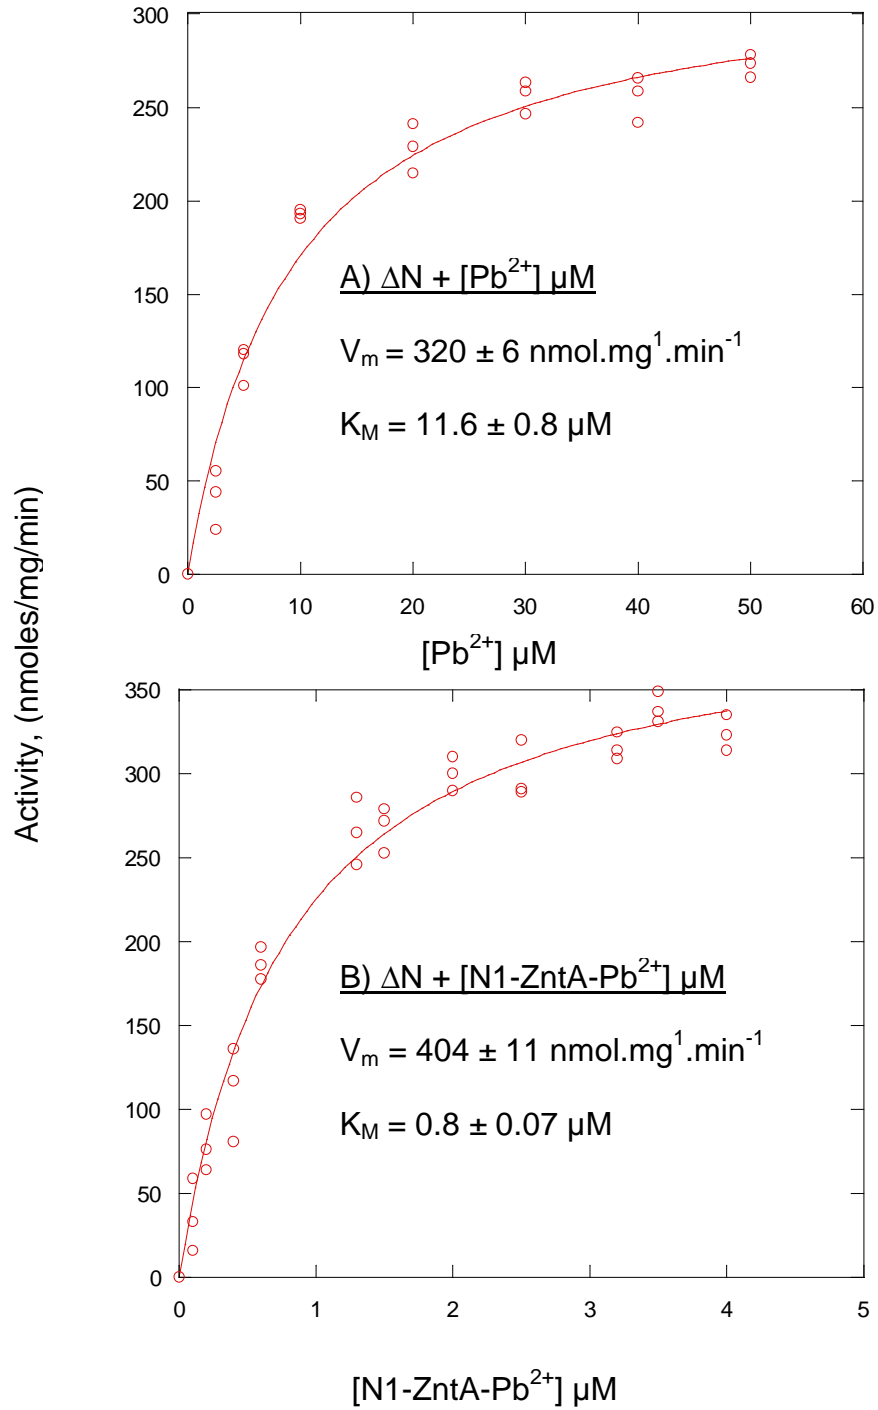 300
250
200
150
100
50
0
A) ΔN + [Pb²⁺] µM
Vₘ = 320 ± 6 nmol.mg¹.min⁻¹
K_M = 11.6 ± 0.8 µM
0 10 20 30 40 50 60
[Pb²⁺] µM
Activity, (nmoles/mg/min)
350
300
250
200
150
100
50
0
B) ΔN + [N1-ZntA-Pb²⁺] µM
Vₘ = 404 ± 11 nmol.mg¹.min⁻¹
K_M = 0.8 ± 0.07 µM
0 1 2 3 4 5
[N1-ZntA-Pb²⁺] µM